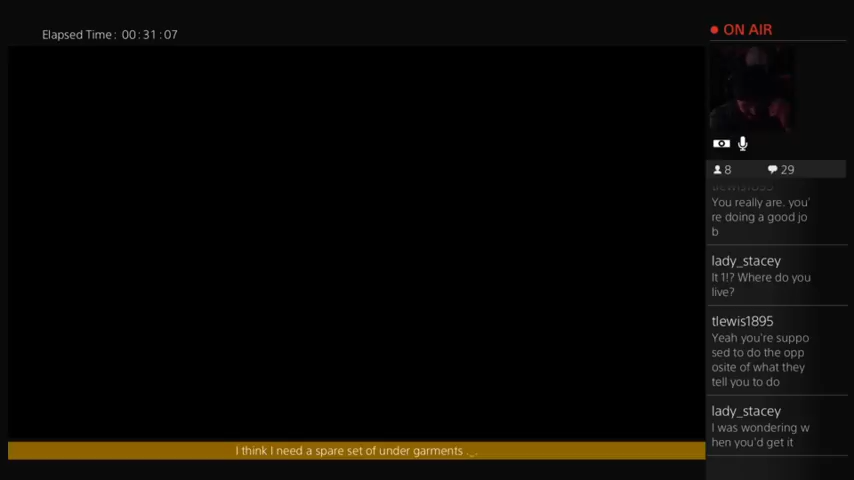 Elapsed Time: 00:31:07
ON AIR
8 29
You really are. you'
re doing a good jo
b
lady_stacey
It 1!? Where do you
live?
tlewis1895
Yeah you're suppo
sed to do the opp
osite of what they
tell you to do
lady_stacey
I was wondering w
hen you'd get it
I think I need a spare set of under garments ._.